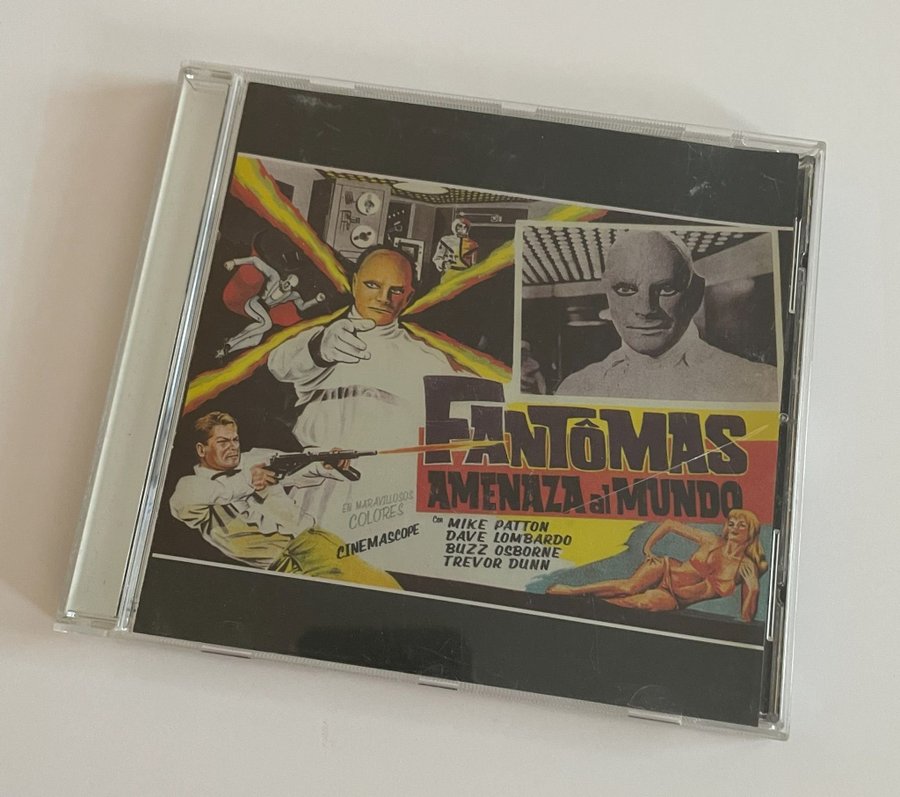 FANTÔMAS
AMENAZA al MUNDO
EN MARAVILLOSOS
COLORES
CINEMASCOPE
Con MIKE PATTON
DAVE LOMBARDO
BUZZ OSBORNE
TREVOR DUNN